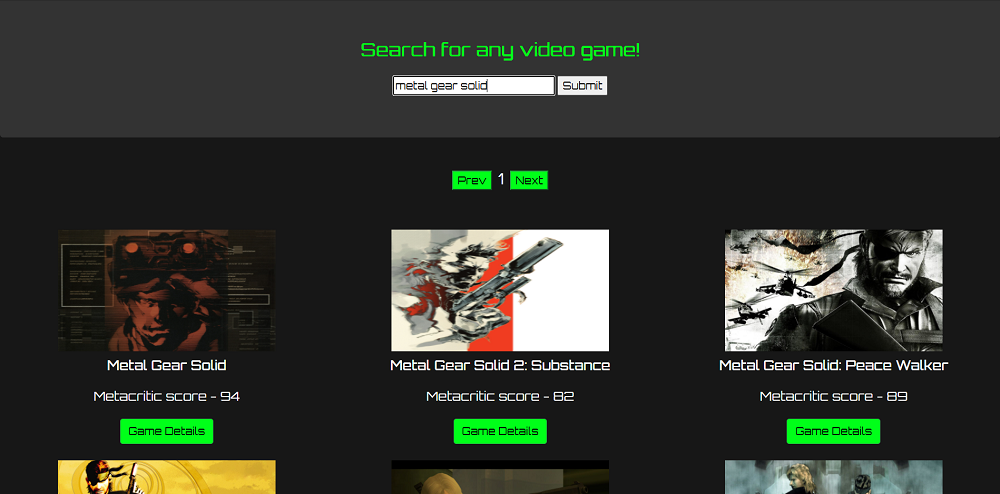 Search for any video game!
metal gear solid Submit
Prev 1 Next
Metal Gear Solid Metal Gear Solid 2: Substance Metal Gear Solid: Peace Walker
Metacritic score - 94 Metacritic score - 82 Metacritic score - 89
Game Details Game Details Game Details